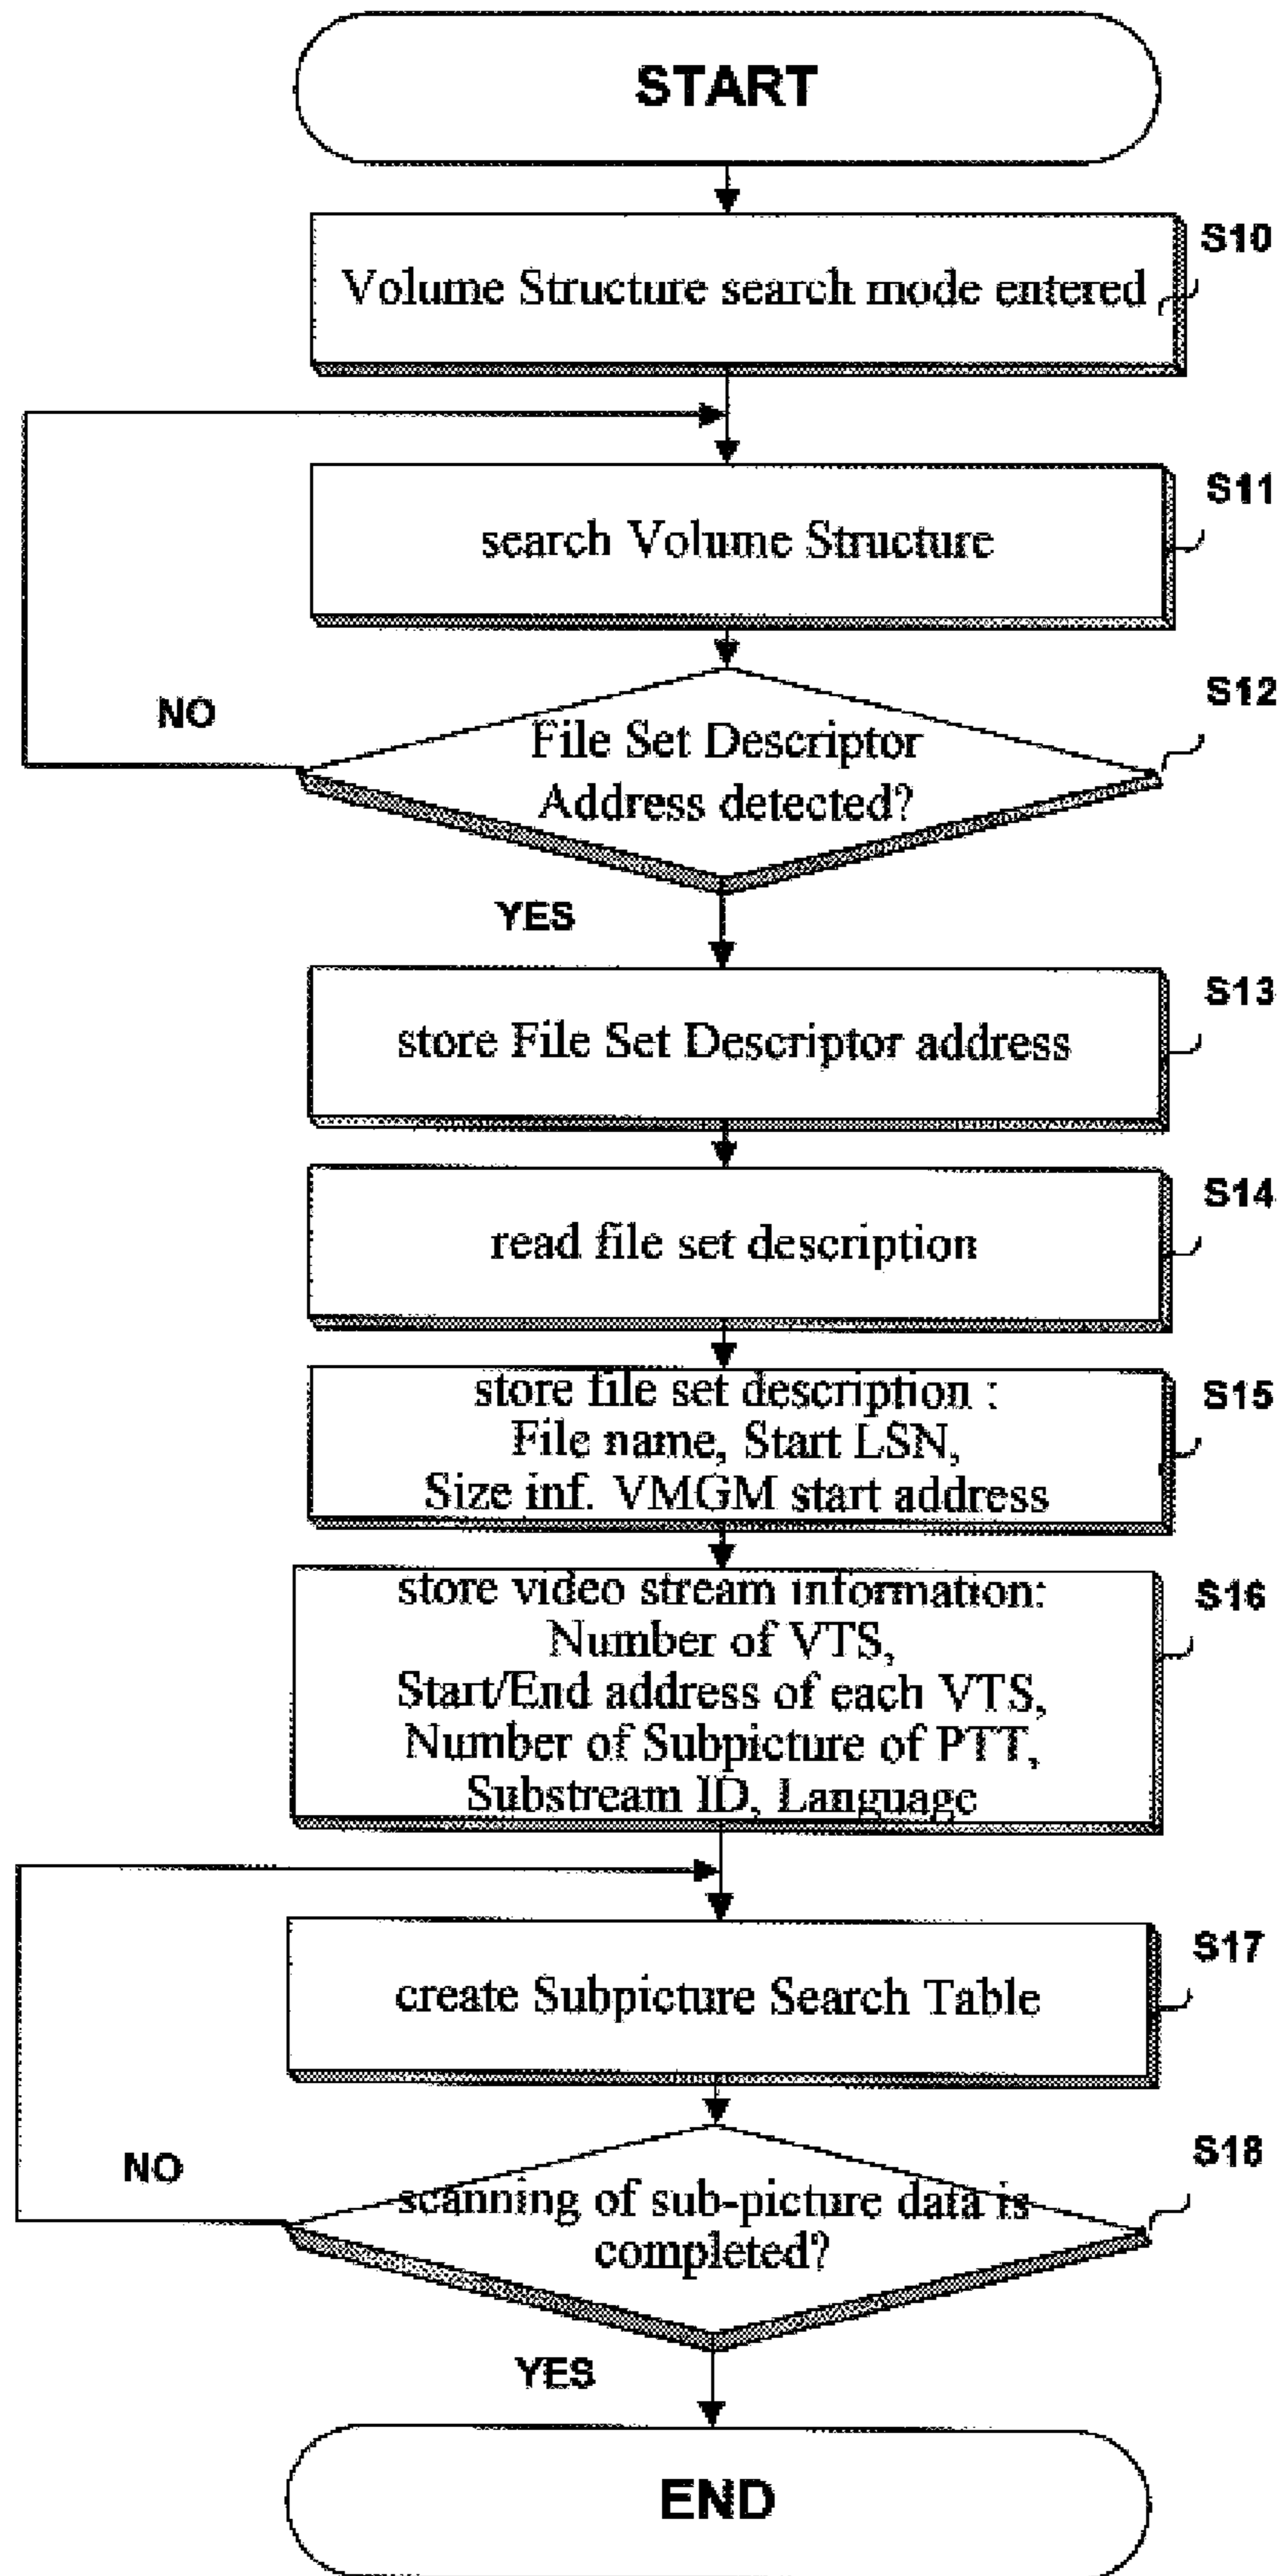 START
S10
Volume Structure search mode entered
S11
search Volume Structure
S12
NO
File Set Descriptor
Address detected?
YES
S13
store File Set Descriptor address
S14
read file set description
S15
store file set description :
File name, Start LSN,
Size inf. VMGM start address
S16
store video stream information:
Number of VTS,
Start/End address of each VTS,
Number of Subpicture of PTT,
Substream ID, Language
S17
create Subpicture Search Table
S18
NO
scanning of sub-picture data is
completed?
YES
END